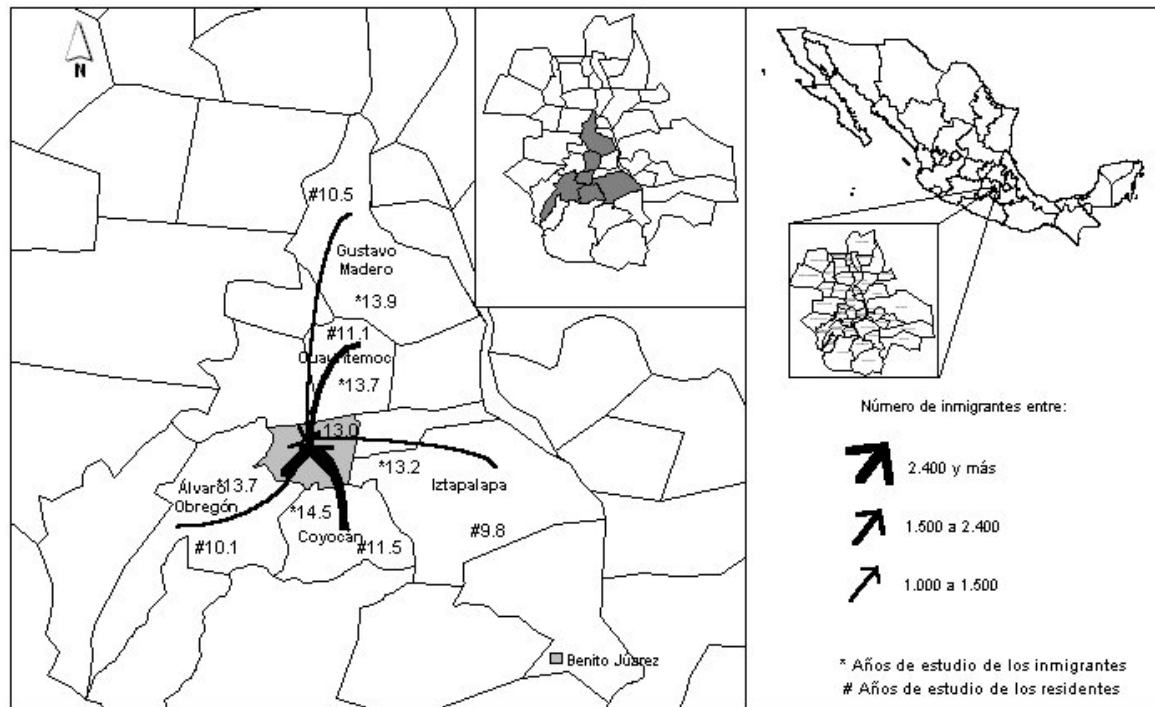 N
#10.5
Gustavo
Madero
*13.9
#11.1
Cuauhtemoc
*13.7
13.0
*13.2
Iztapalapa
Álvaro
*13.7
Obregón
*14.5
Coyocán
#9.8
#10.1
#11.5
Benito Júarez
Número de inmigrantes entre:
2.400 y más
1.500 a 2.400
1.000 a 1.500
* Años de estudio de los inmigrantes
# Años de estudio de los residentes